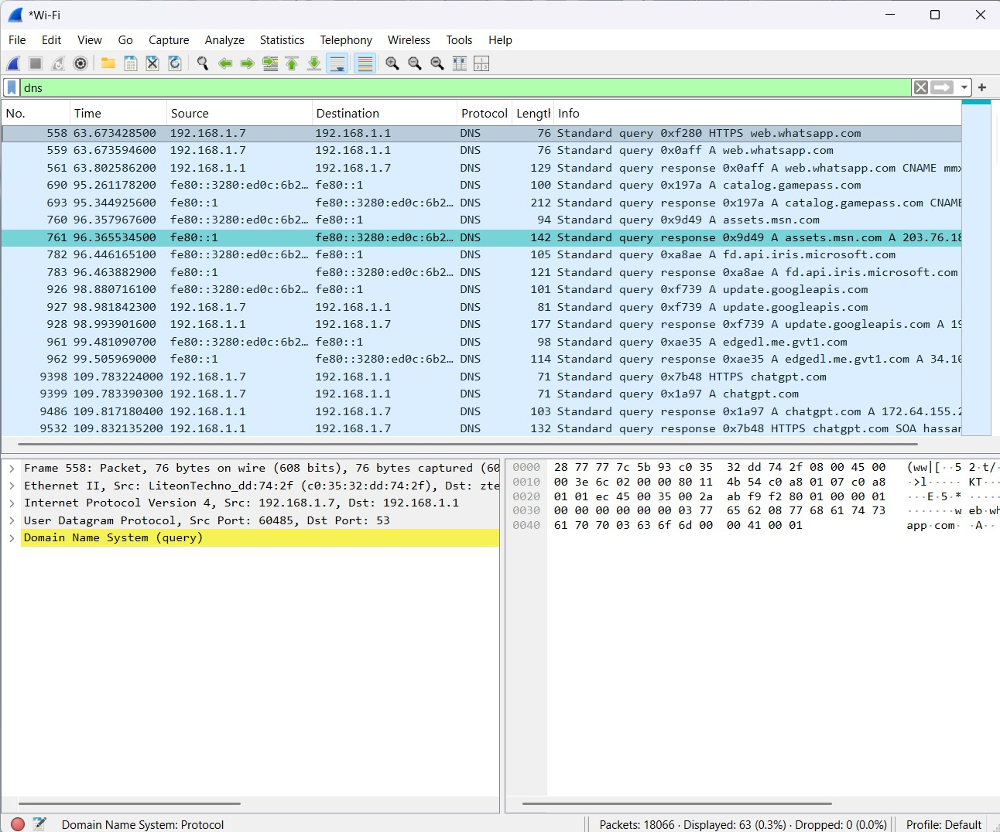 *Wi-Fi
File Edit View Go Capture Analyze Statistics Telephony Wireless Tools Help
dns
No. Time Source Destination Protocol Length Info
558 63.673428500 192.168.1.7 192.168.1.1 DNS 76 Standard query 0xf280 HTTPS web.whatsapp.com
559 63.673594600 192.168.1.7 192.168.1.1 DNS 76 Standard query 0x0aff A web.whatsapp.com
561 63.802586200 192.168.1.1 192.168.1.7 DNS 129 Standard query response 0x0aff A web.whatsapp.com CNAME mmx
690 95.261178200 fe80::3280:ed0c:6b2… fe80::1 DNS 100 Standard query 0x197a A catalog.gamepass.com
693 95.344925600 fe80::1 fe80::3280:ed0c:6b2… DNS 212 Standard query response 0x197a A catalog.gamepass.com CNAME
760 96.357967600 fe80::3280:ed0c:6b2… fe80::1 DNS 94 Standard query 0x9d49 A assets.msn.com
761 96.365534500 fe80::1 fe80::3280:ed0c:6b2… DNS 142 Standard query response 0x9d49 A assets.msn.com A 203.76.18
782 96.446165100 fe80::3280:ed0c:6b2… fe80::1 DNS 105 Standard query 0xa8ae A fd.api.iris.microsoft.com
783 96.463882900 fe80::1 fe80::3280:ed0c:6b2… DNS 121 Standard query response 0xa8ae A fd.api.iris.microsoft.com
926 98.880716100 fe80::3280:ed0c:6b2… fe80::1 DNS 101 Standard query 0xf739 A update.googleapis.com
927 98.981842300 192.168.1.7 192.168.1.1 DNS 81 Standard query 0xf739 A update.googleapis.com
928 98.993901600 192.168.1.1 192.168.1.7 DNS 177 Standard query response 0xf739 A update.googleapis.com A 19
961 99.481090700 fe80::3280:ed0c:6b2… fe80::1 DNS 98 Standard query 0xae35 A edgedl.me.gvt1.com
962 99.505969000 fe80::1 fe80::3280:ed0c:6b2… DNS 114 Standard query response 0xae35 A edgedl.me.gvt1.com A 34.10
9398 109.783224000 192.168.1.7 192.168.1.1 DNS 71 Standard query 0x7b48 HTTPS chatgpt.com
9399 109.783390300 192.168.1.7 192.168.1.1 DNS 71 Standard query 0x1a97 A chatgpt.com
9486 109.817180400 192.168.1.1 192.168.1.7 DNS 103 Standard query response 0x1a97 A chatgpt.com A 172.64.155.2
9532 109.832135200 192.168.1.1 192.168.1.7 DNS 132 Standard query response 0x7b48 HTTPS chatgpt.com SOA hassan
Frame 558: Packet, 76 bytes on wire (608 bits), 76 bytes captured (60
Ethernet II, Src: LiteonTechno_dd:74:2f (c0:35:32:dd:74:2f), Dst: zte
Internet Protocol Version 4, Src: 192.168.1.7, Dst: 192.168.1.1
User Datagram Protocol, Src Port: 60485, Dst Port: 53
Domain Name System (query)
0000 28 77 77 7c 5b 93 c0 35 32 dd 74 2f 08 00 45 00 (ww|[··5 2·t/·
0010 00 3e 6c 02 00 00 80 11 4b 54 c0 a8 01 07 c0 a8 ·>l····· KT··
0020 01 01 ec 45 00 35 00 2a ab f9 f2 80 01 00 00 01 ···E·5·* ·····
0030 00 00 00 00 00 00 03 77 65 62 08 77 68 61 74 73 ·······w eb·wh
0040 61 70 70 03 63 6f 6d 00 00 41 00 01 app·com· ·A··
Domain Name System: Protocol Packets: 18066 · Displayed: 63 (0.3%) · Dropped: 0 (0.0%) Profile: Default